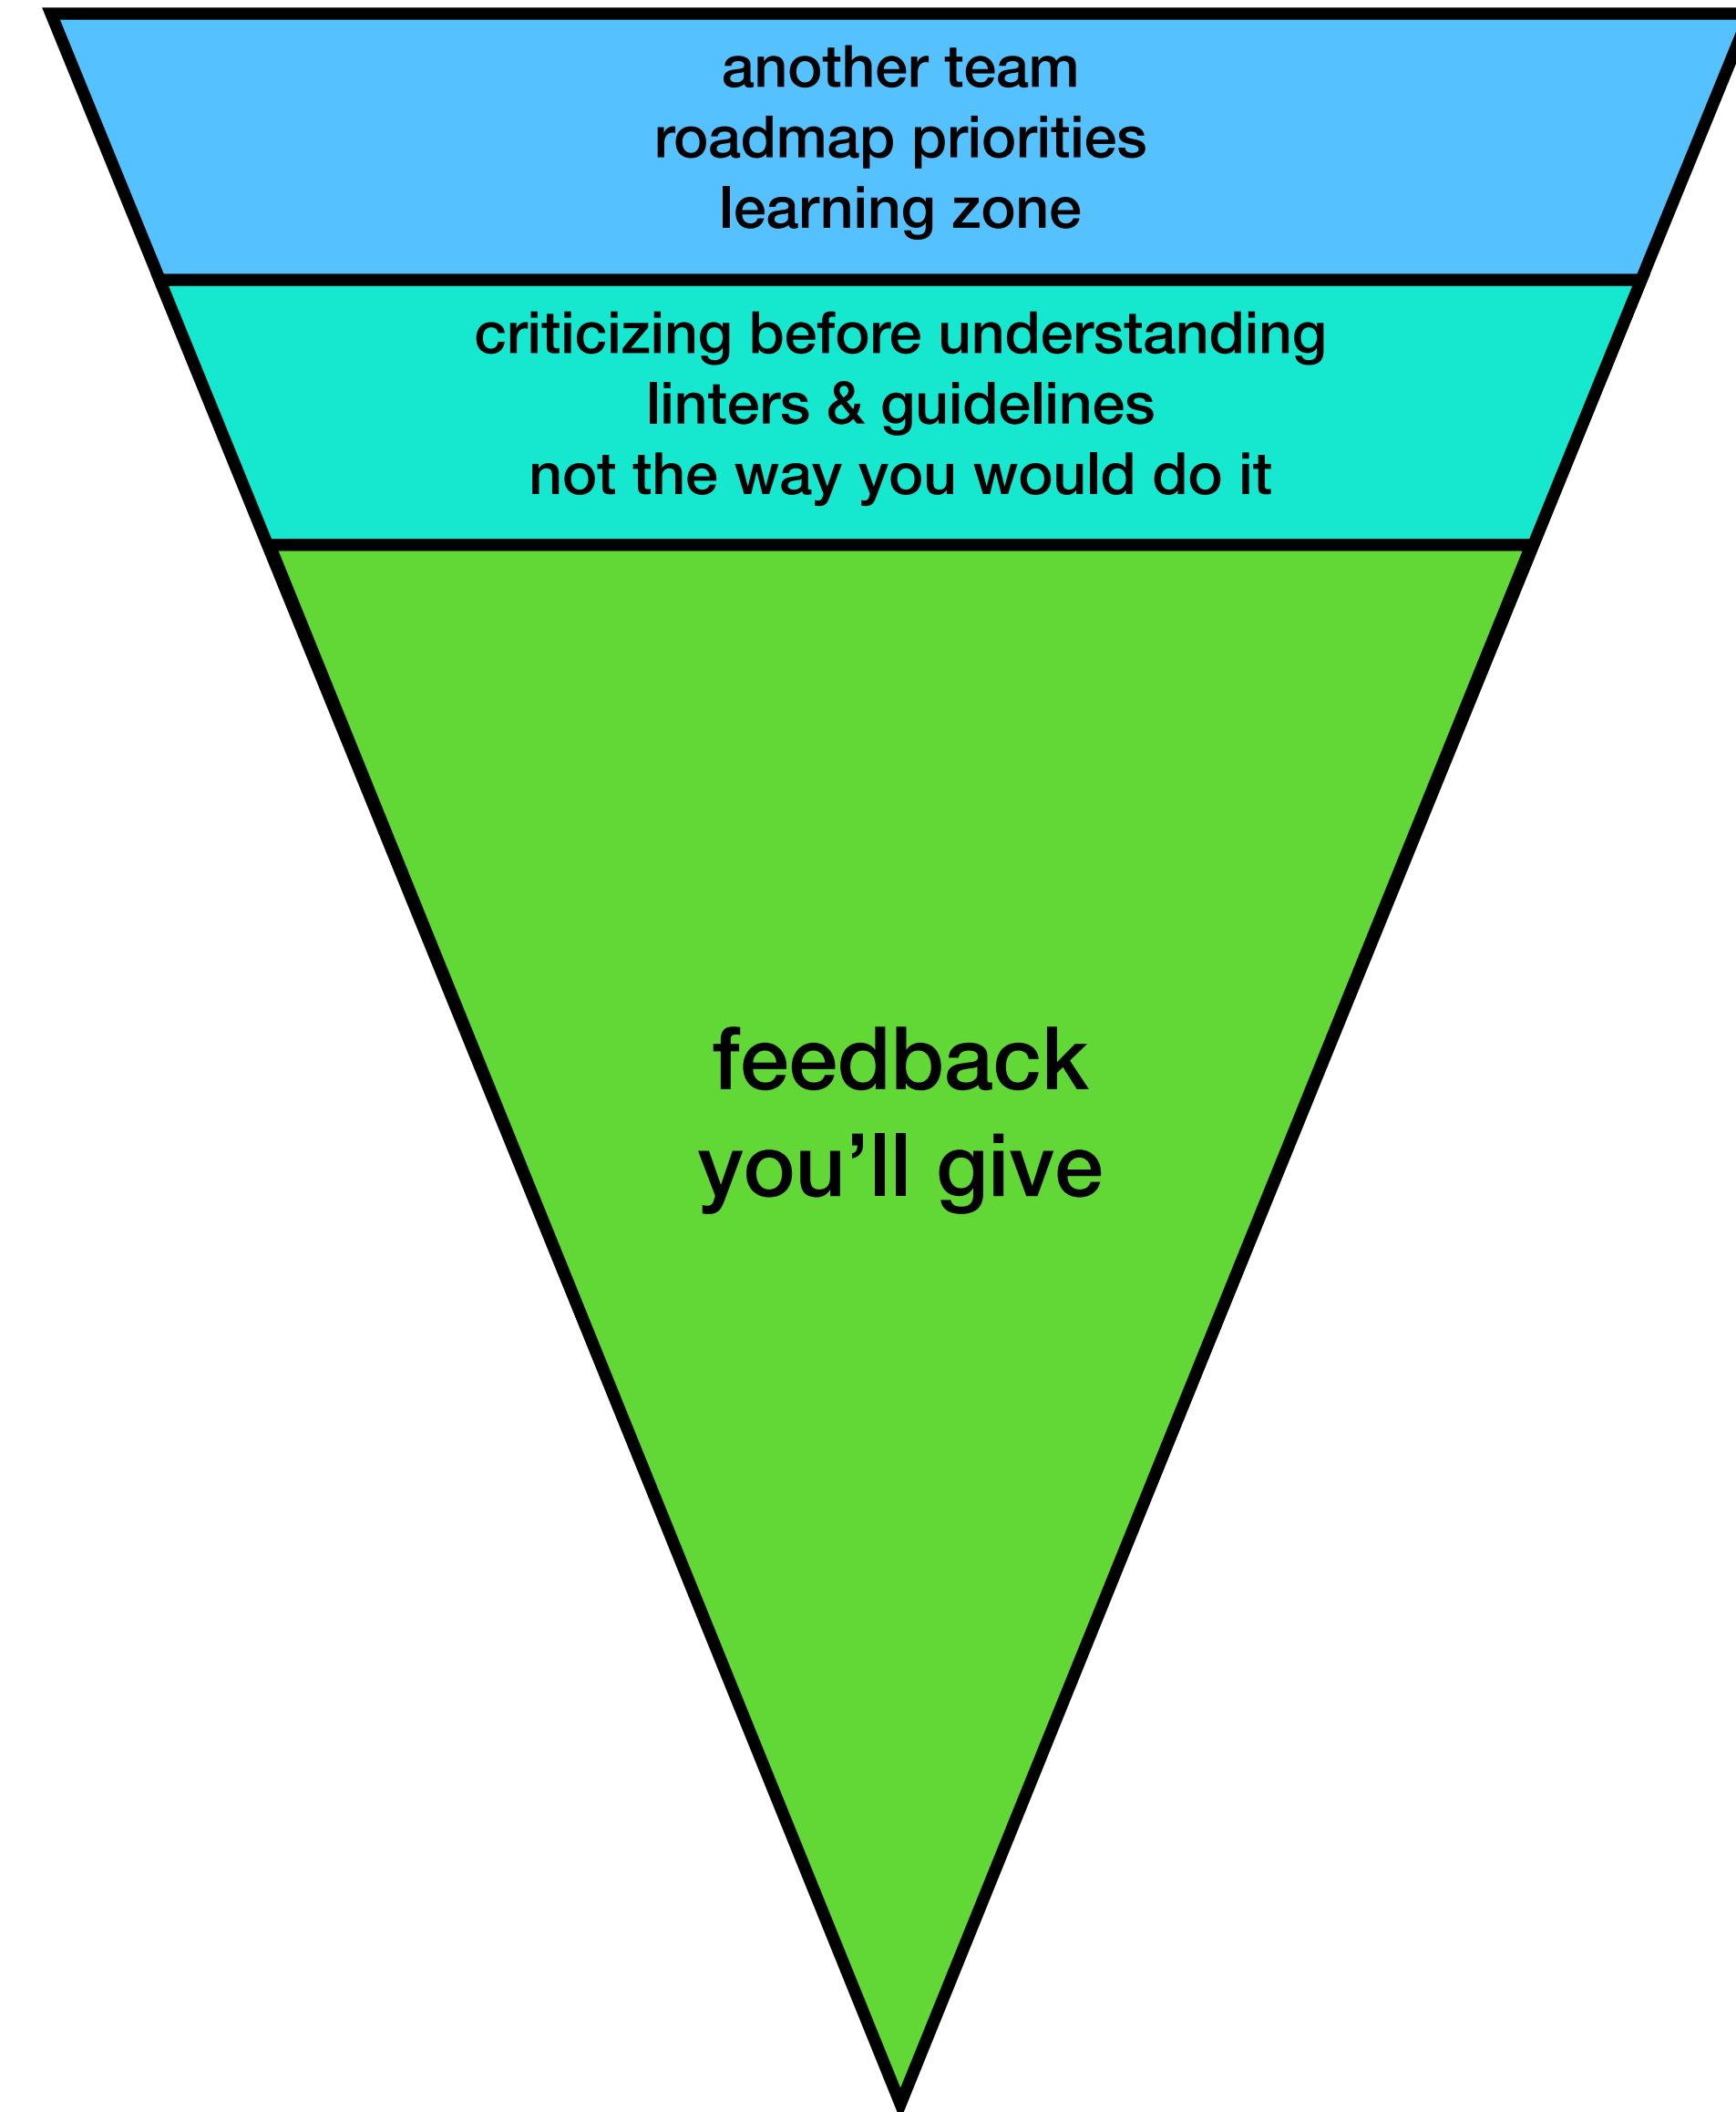 another team
roadmap priorities
learning zone
criticizing before understanding
linters & guidelines
not the way you would do it
feedback
you’ll give